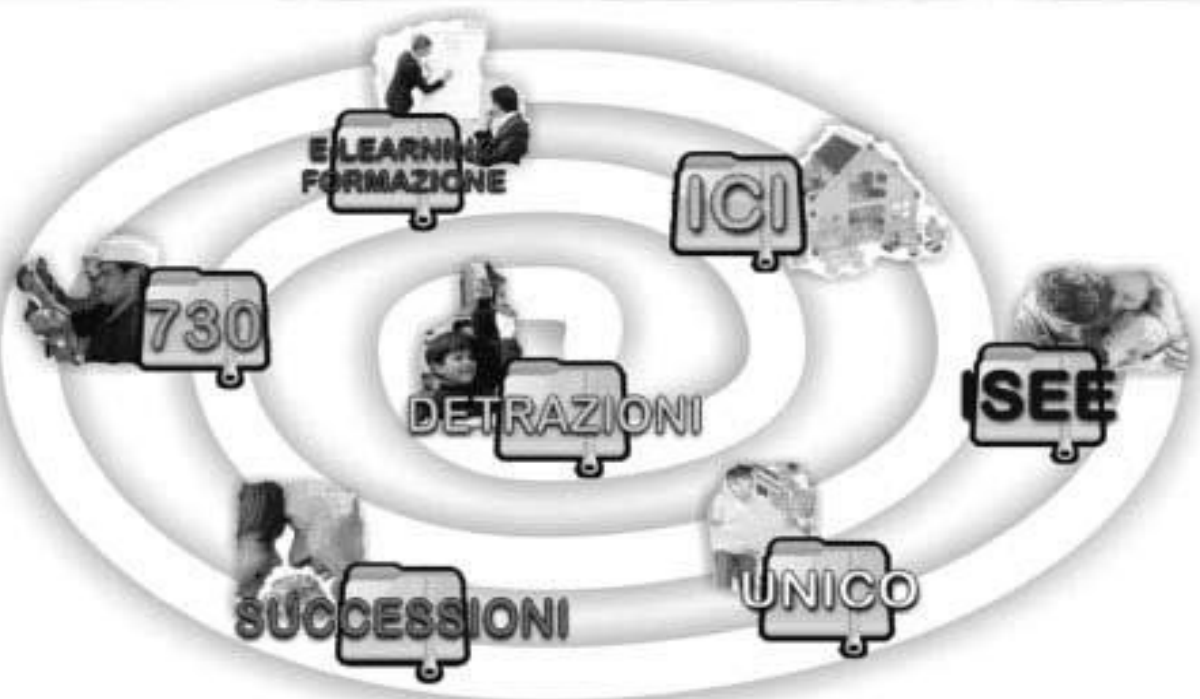 E-LEARNING
FORMAZIONE
ICI
730
ISEE
DETRAZIONI
UNICO
SUCCESSIONI